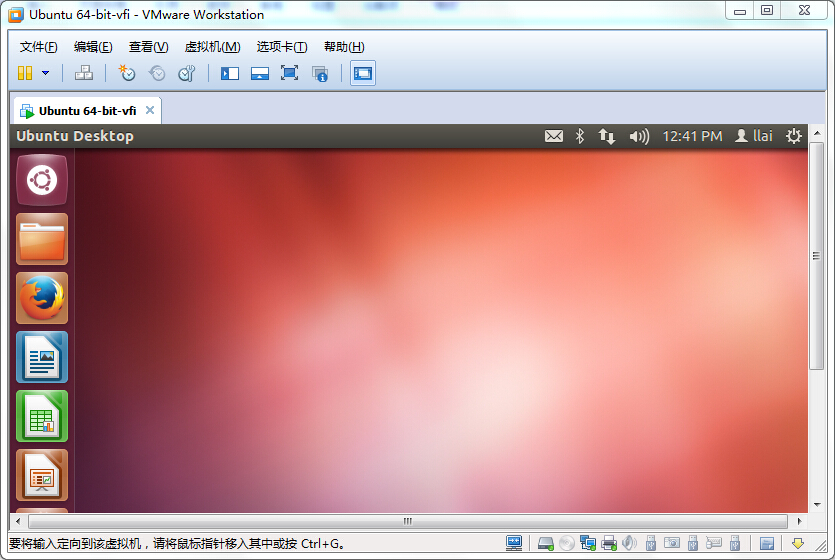 Ubuntu 64-bit-vfi - VMware Workstation
文件(F) 编辑(E) 查看(V) 虚拟机(M) 选项卡(T) 帮助(H)
Ubuntu 64-bit-vfi
Ubuntu Desktop 12:41 PM llai
要将输入定向到该虚拟机，请将鼠标指针移入其中或按 Ctrl+G。